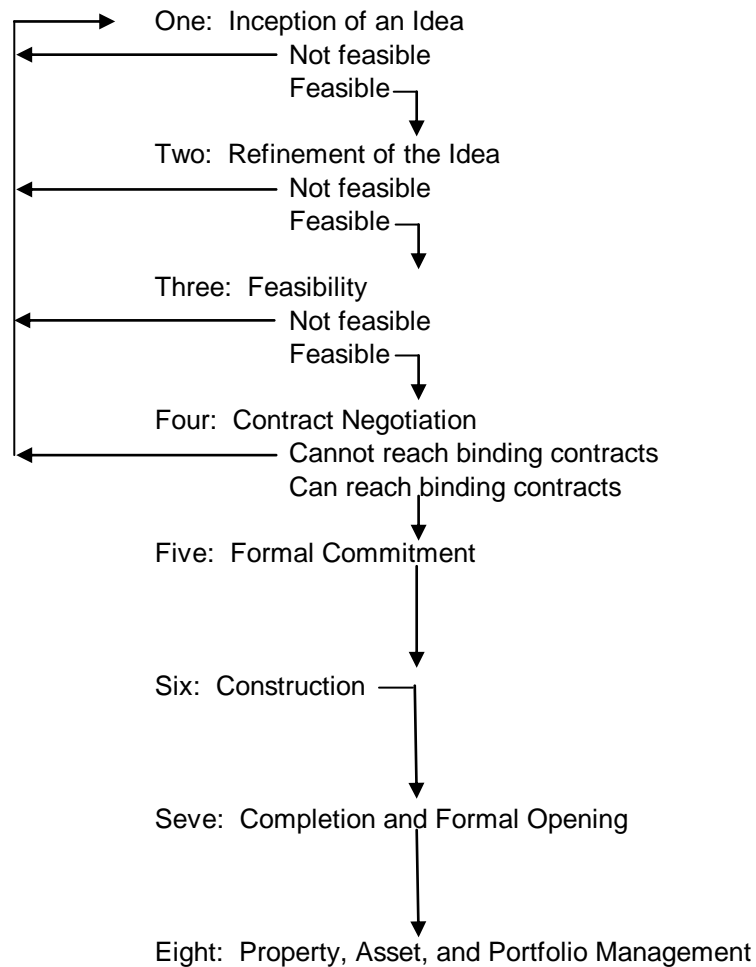 One: Inception of an Idea
Not feasible
Feasible
Two: Refinement of the Idea
Not feasible
Feasible
Three: Feasibility
Not feasible
Feasible
Four: Contract Negotiation
Cannot reach binding contracts
Can reach binding contracts
Five: Formal Commitment
Six: Construction
Seve: Completion and Formal Opening
Eight: Property, Asset, and Portfolio Management